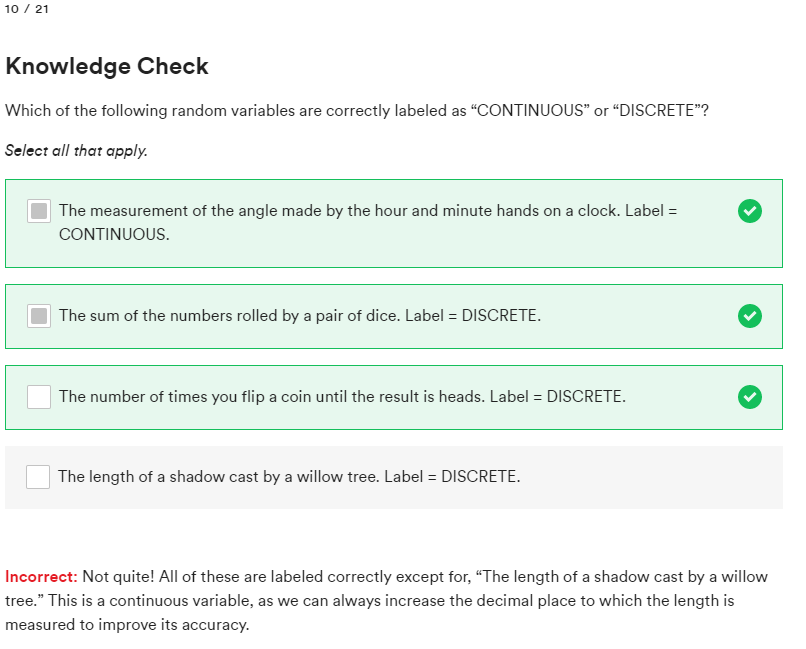 10 / 21
Knowledge Check
Which of the following random variables are correctly labeled as “CONTINUOUS” or “DISCRETE”?
Select all that apply.
The measurement of the angle made by the hour and minute hands on a clock. Label =
CONTINUOUS.
The sum of the numbers rolled by a pair of dice. Label = DISCRETE.
The number of times you flip a coin until the result is heads. Label = DISCRETE.
The length of a shadow cast by a willow tree. Label = DISCRETE.
Incorrect: Not quite! All of these are labeled correctly except for, “The length of a shadow cast by a willow
tree.” This is a continuous variable, as we can always increase the decimal place to which the length is
measured to improve its accuracy.